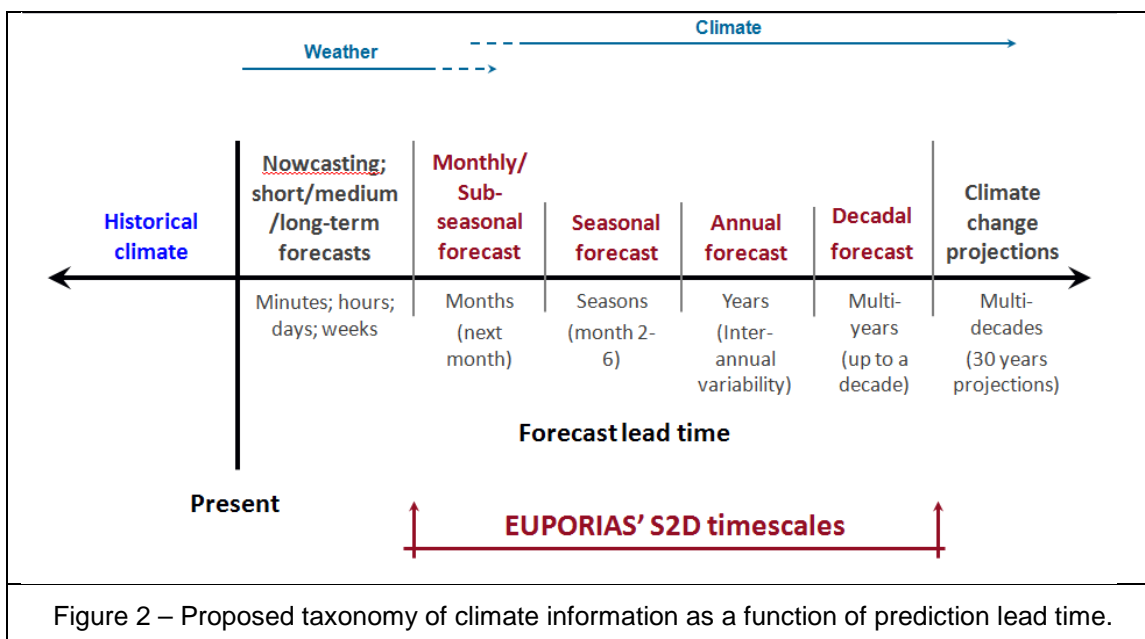 Climate
Weather
Historical
climate
Nowcasting;
short/medium
/long-term
forecasts
Monthly/
Sub-
seasonal
forecast
Seasonal
forecast
Annual
forecast
Decadal
forecast
Climate
change
projections
Minutes; hours;
days; weeks
Months
(next
month)
Seasons
(month 2-
6)
Years
(Inter-
annual
variability)
Multi-
years
(up to a
decade)
Multi-
decades
(30 years
projections)
Forecast lead time
Present
EUPORIAS' S2D timescales
Figure 2 – Proposed taxonomy of climate information as a function of prediction lead time.